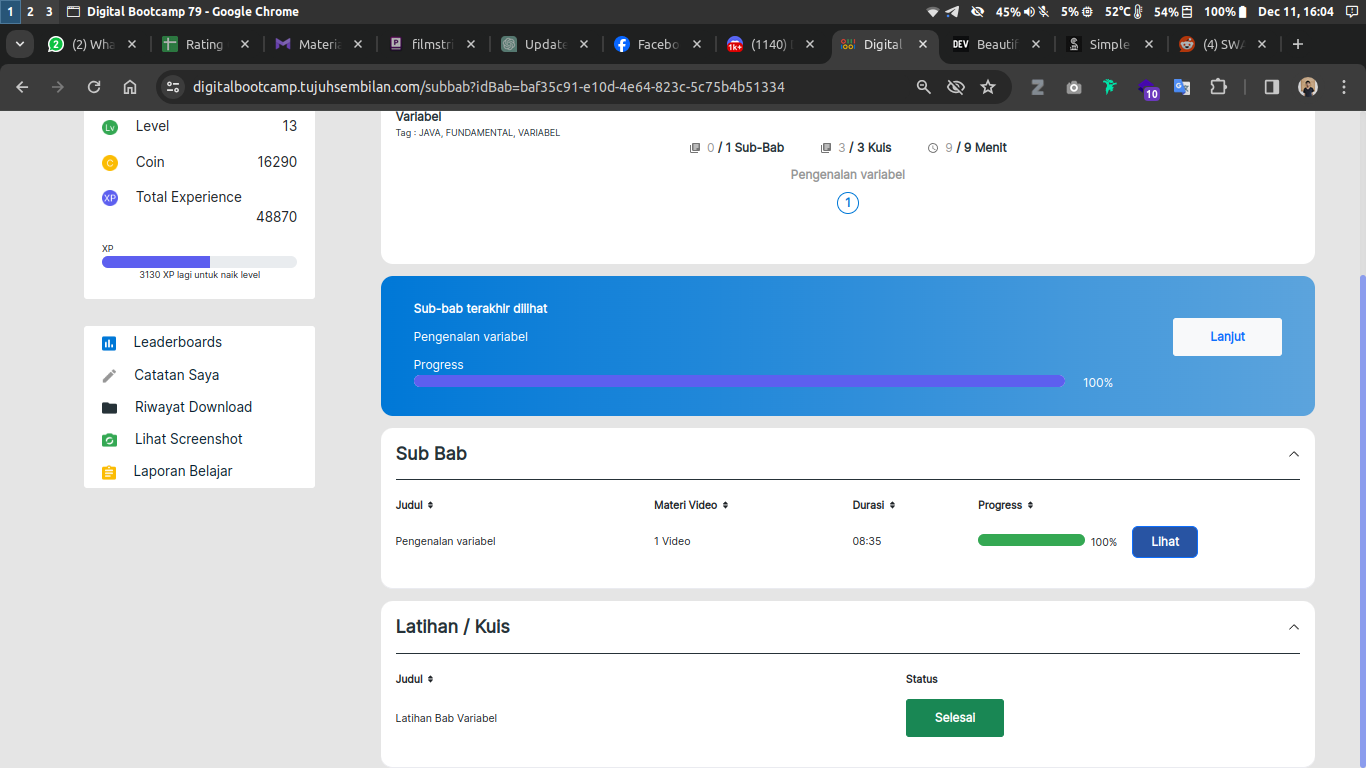 1 2 3 Digital Bootcamp 79 - Google Chrome 45% 5% 52°C 54% 100% Dec 11, 16:04
(2) Wha Rating Materia filmstri Update Facebo (1140) Digital DEV Beautif Simple (4) SWA
digitalbootcamp.tujuhsembilan.com/subbab?idBab=baf35c91-e10d-4e64-823c-5c75b4b51334 10
Lv Level 13
C Coin 16290
XP Total Experience
48870
XP
3130 XP lagi untuk naik level
Leaderboards
Catatan Saya
Riwayat Download
Lihat Screenshot
Laporan Belajar
Variabel
Tag : JAVA, FUNDAMENTAL, VARIABEL
0 / 1 Sub-Bab 3 / 3 Kuis 9 / 9 Menit
Pengenalan variabel
1
Sub-bab terakhir dilihat
Pengenalan variabel
Lanjut
Progress
100%
Sub Bab
Judul Materi Video Durasi Progress
Pengenalan variabel 1 Video 08:35 100% Lihat
Latihan / Kuis
Judul Status
Latihan Bab Variabel Selesai